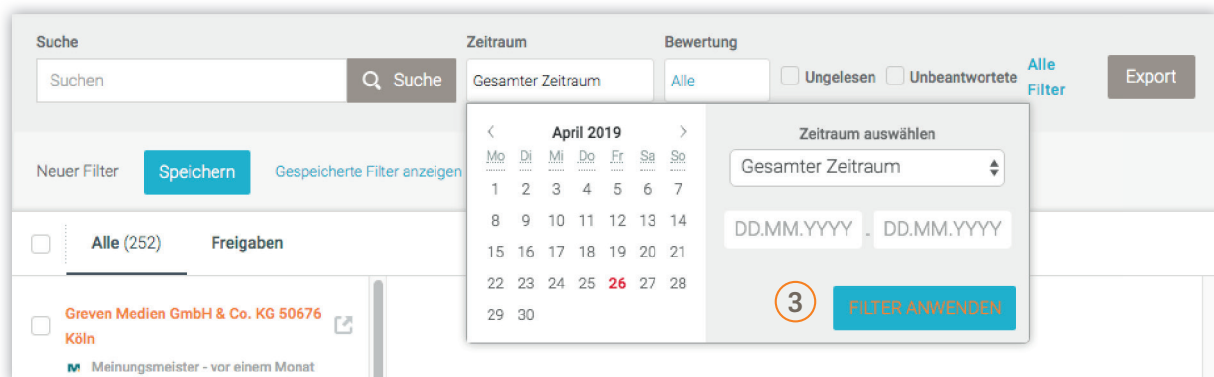 Suche
Zeitraum
Bewertung
Suchen
Suche
Gesamter Zeitraum
Alle
Ungelesen
Unbeantwortete
Alle
Filter
Export
Neuer Filter
Speichern
Gespeicherte Filter anzeigen
April 2019
Mo Di Mi Do Fr Sa So
1 2 3 4 5 6 7
8 9 10 11 12 13 14
15 16 17 18 19 20 21
22 23 24 25 26 27 28
29 30
Zeitraum auswählen
Gesamter Zeitraum
DD.MM.YYYY - DD.MM.YYYY
3
FILTER ANWENDEN
Alle (252)
Freigaben
Greven Medien GmbH & Co. KG 50676
Köln
Meinungsmeister - vor einem Monat